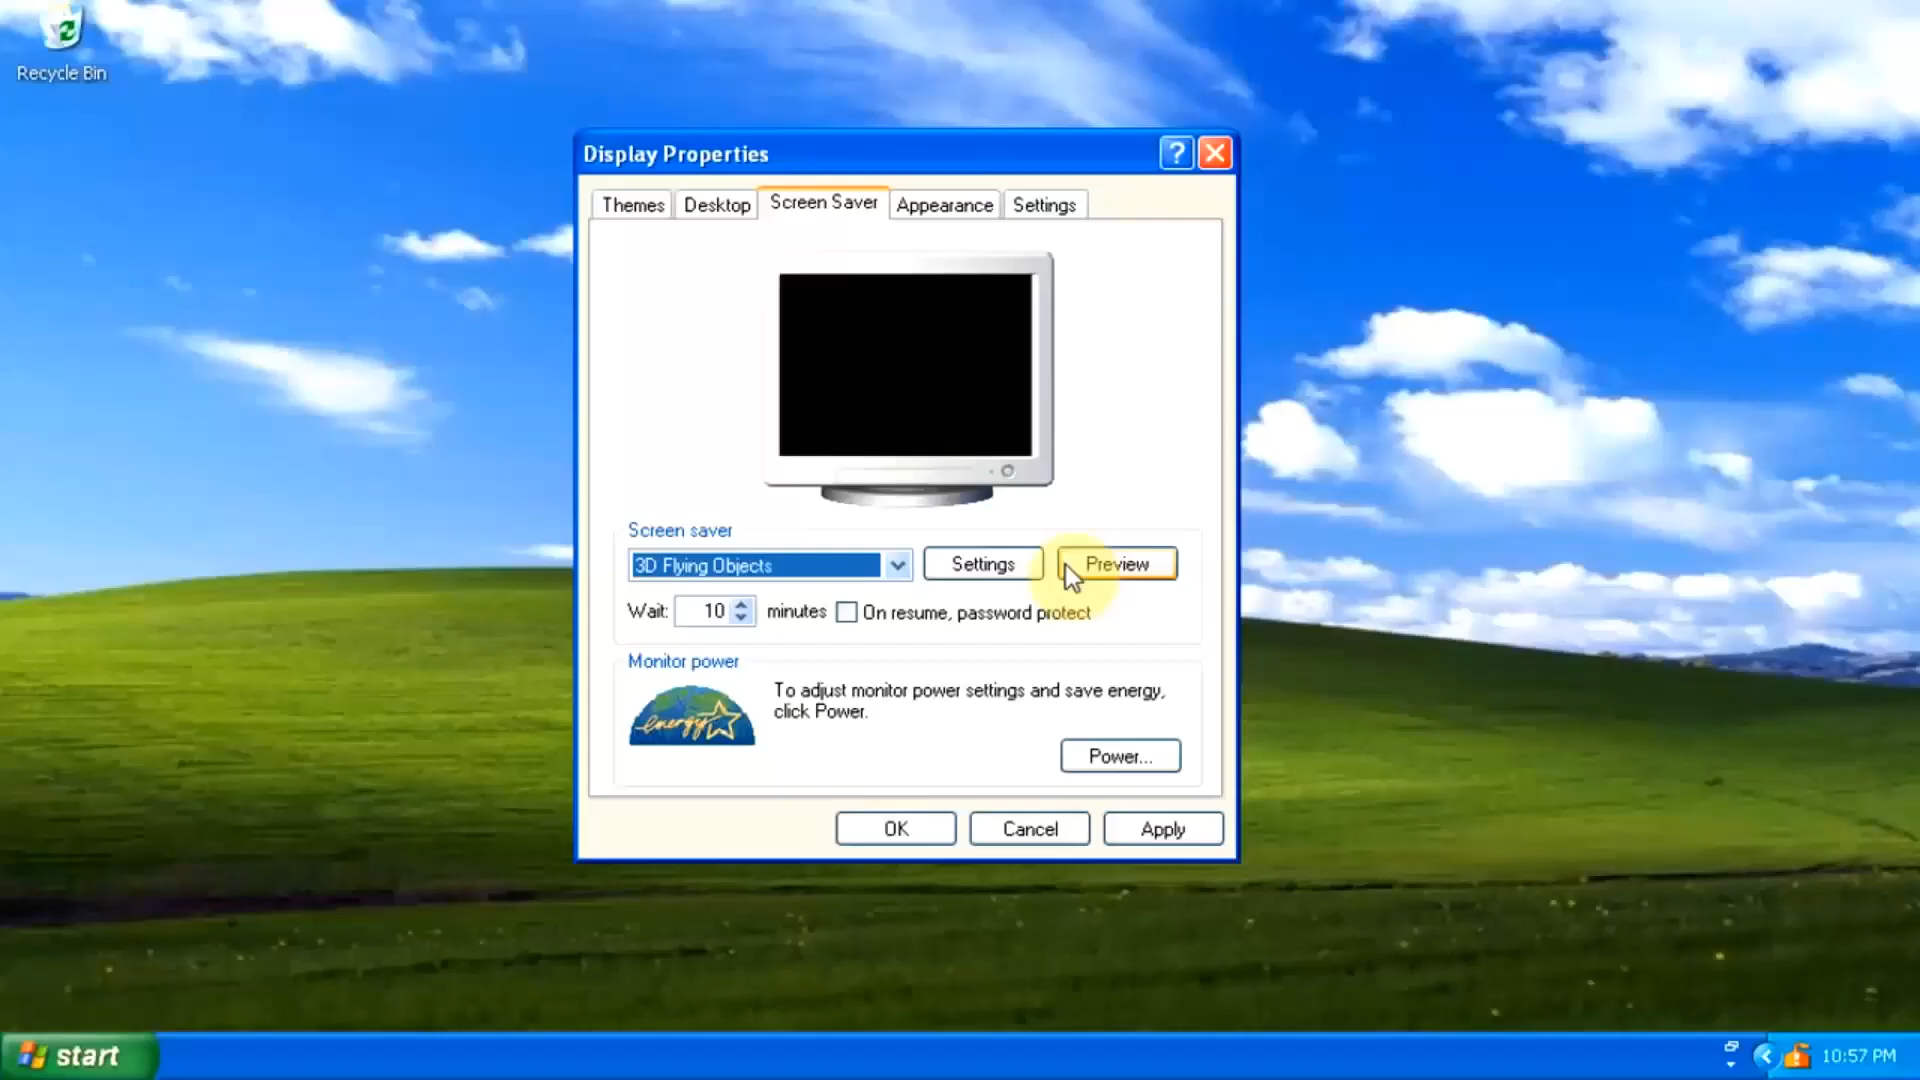 Recycle Bin
Display Properties
?
Themes Desktop Screen Saver Appearance Settings
Screen saver
3D Flying Objects Settings Preview
Wait: 10 minutes On resume, password protect
Monitor power
To adjust monitor power settings and save energy,
click Power.
energy
Power...
OK Cancel Apply
start 10:57 PM